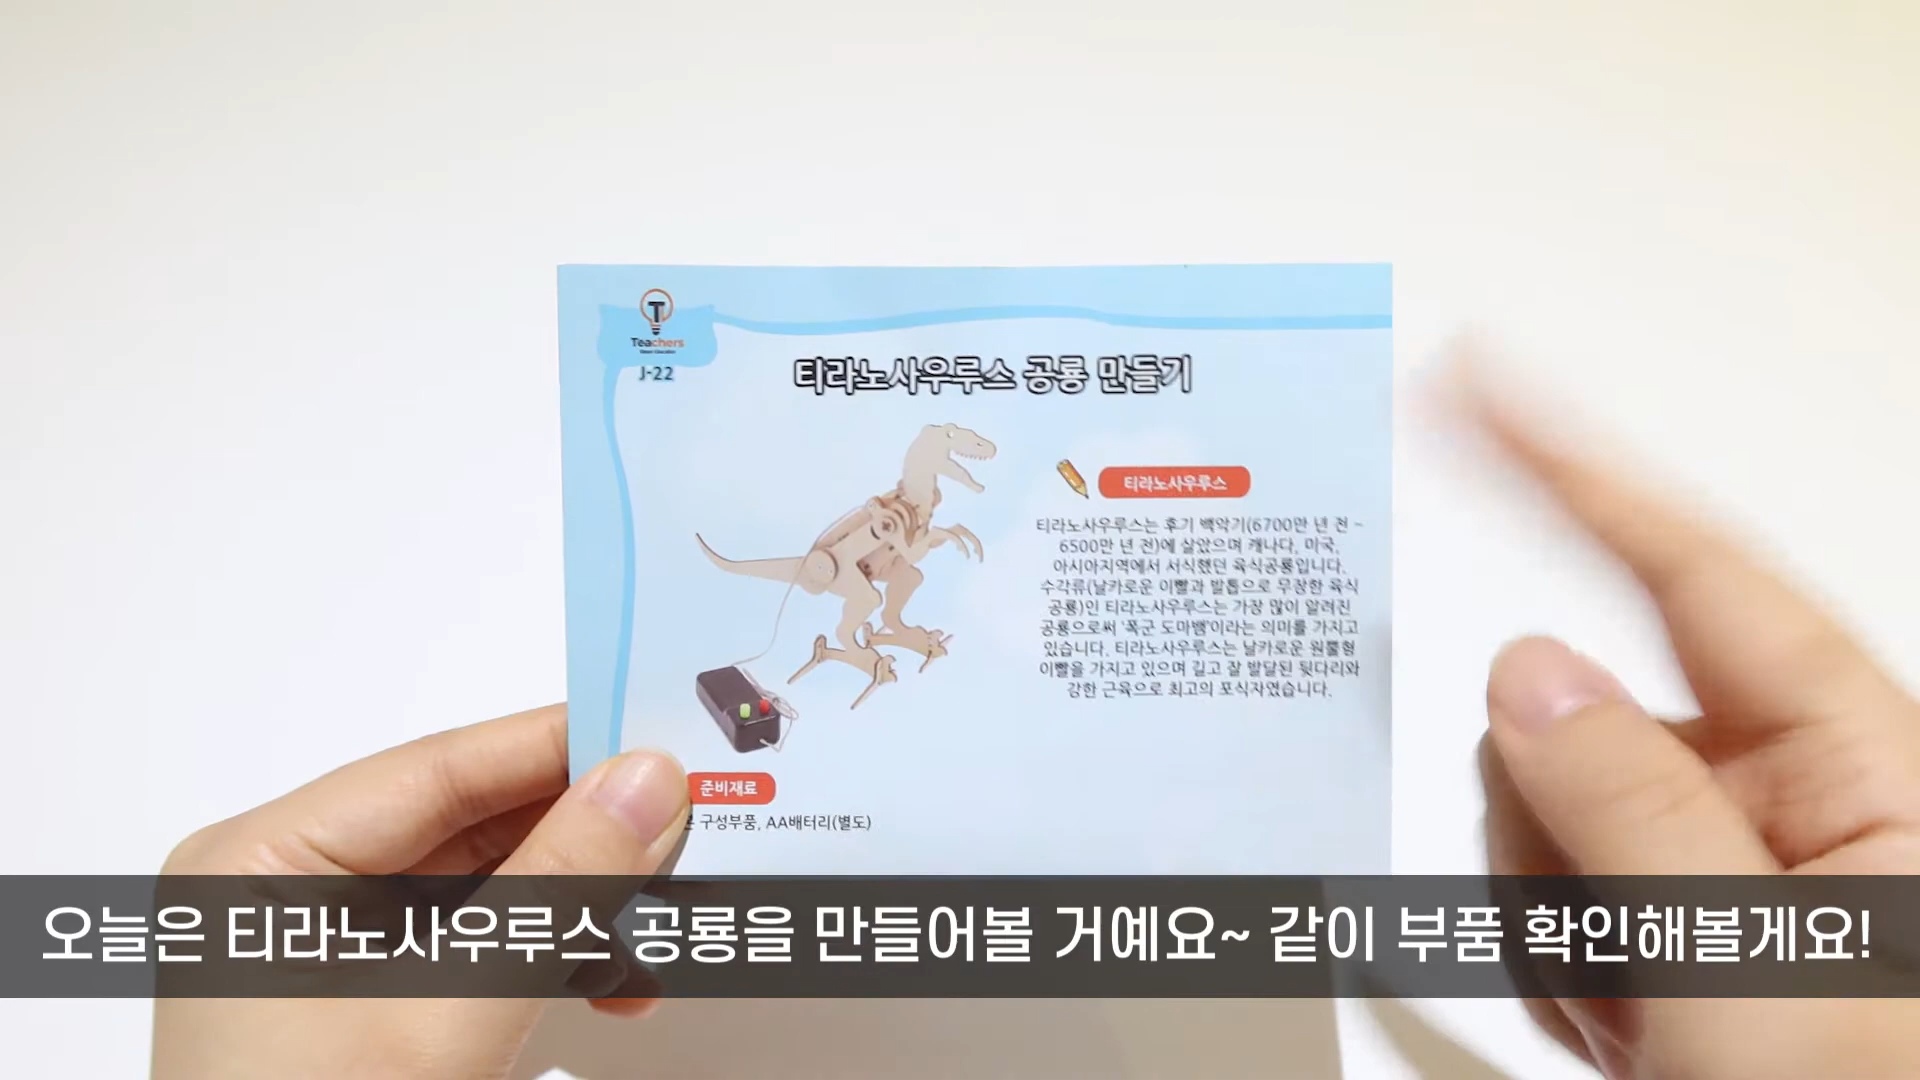 Teachers
J-22
티라노사우루스 공룡 만들기
티라노사우루스
티라노사우루스는 후기 백악기(6700만 년 전 ~
6500만 년 전)에 살았으며 캐나다, 미국,
아시아지역에서 서식했던 육식공룡입니다.
수각류(날카로운 이빨과 발톱으로 무장한 육식
공룡)인 티라노사우루스는 가장 많이 알려진
공룡으로써 '폭군 도마뱀'이라는 의미를 가지고
있습니다. 티라노사우루스는 날카로운 원뿔형
이빨을 가지고 있으며 길고 잘 발달된 뒷다리와
강한 근육으로 최고의 포식자였습니다.
준비재료
구성부품, AA배터리(별도)
오늘은 티라노사우루스 공룡을 만들어볼 거예요~ 같이 부품 확인해볼게요!